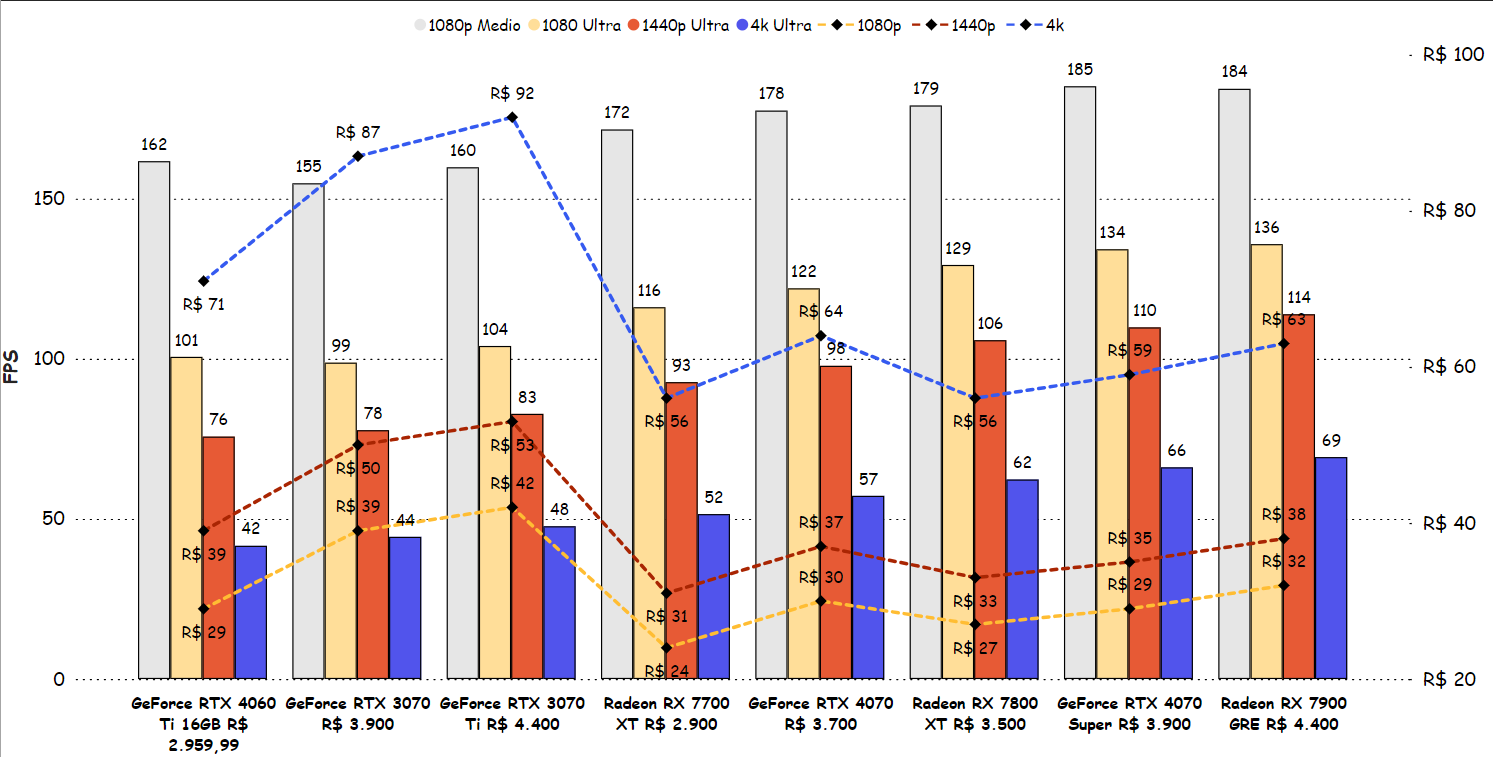 1080p Medio 1080 Ultra 1440p Ultra 4k Ultra 1080p 1440p 4k
FPS
150
100
50
0
R$ 100
R$ 80
R$ 60
R$ 40
R$ 20
162
101
76
42
R$ 71
R$ 39
R$ 29
155
99
78
44
R$ 87
R$ 50
R$ 39
160
104
83
48
R$ 92
R$ 53
R$ 42
172
116
93
52
R$ 56
R$ 31
R$ 24
178
122
98
57
R$ 64
R$ 37
R$ 30
179
129
106
62
R$ 56
R$ 33
R$ 27
185
134
110
66
R$ 59
R$ 35
R$ 29
184
136
114
69
R$ 63
R$ 38
R$ 32
GeForce RTX 4060
Ti 16GB R$
2.959,99
GeForce RTX 3070
R$ 3.900
GeForce RTX 3070
Ti R$ 4.400
Radeon RX 7700
XT R$ 2.900
GeForce RTX 4070
R$ 3.700
Radeon RX 7800
XT R$ 3.500
GeForce RTX 4070
Super R$ 3.900
Radeon RX 7900
GRE R$ 4.400